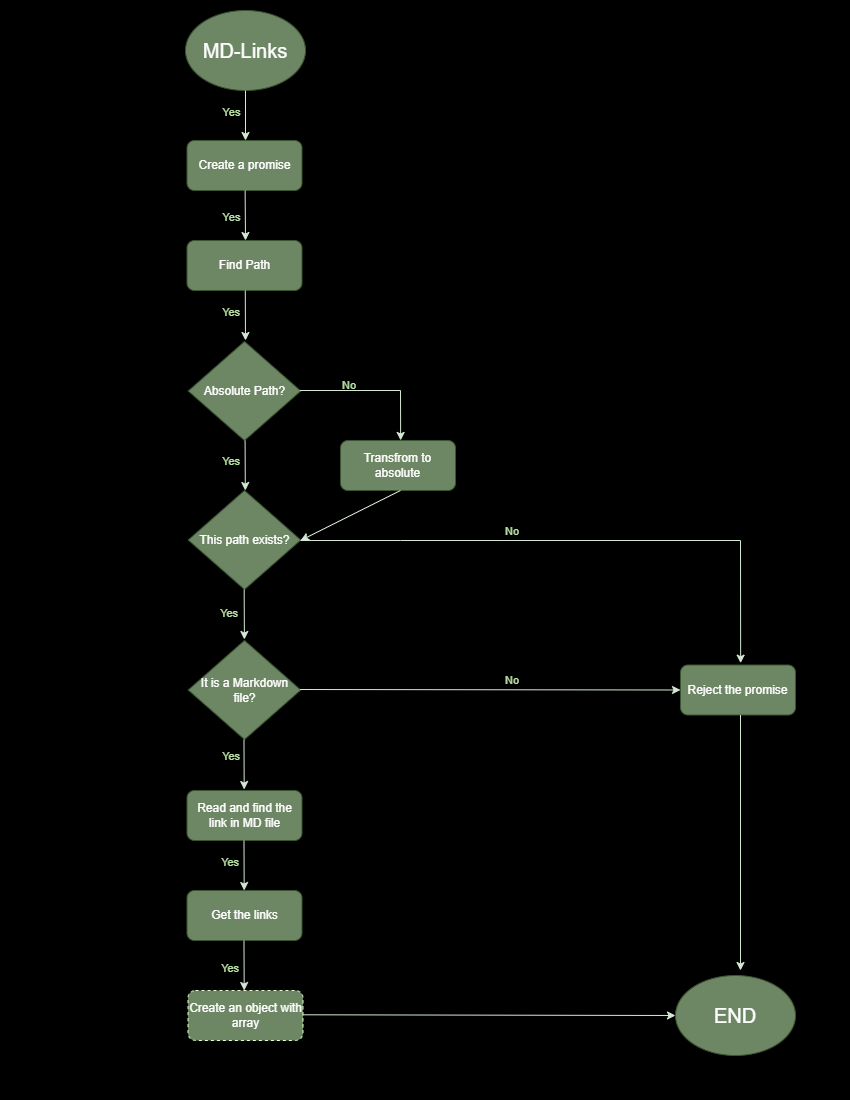 MD-Links
Yes
Create a promise
Yes
Find Path
Yes
Absolute Path?
No
Yes
Transfrom to
absolute
This path exists?
No
Yes
It is a Markdown
file?
No
Reject the promise
Yes
Read and find the
link in MD file
Yes
Get the links
Yes
Create an object with
array
END